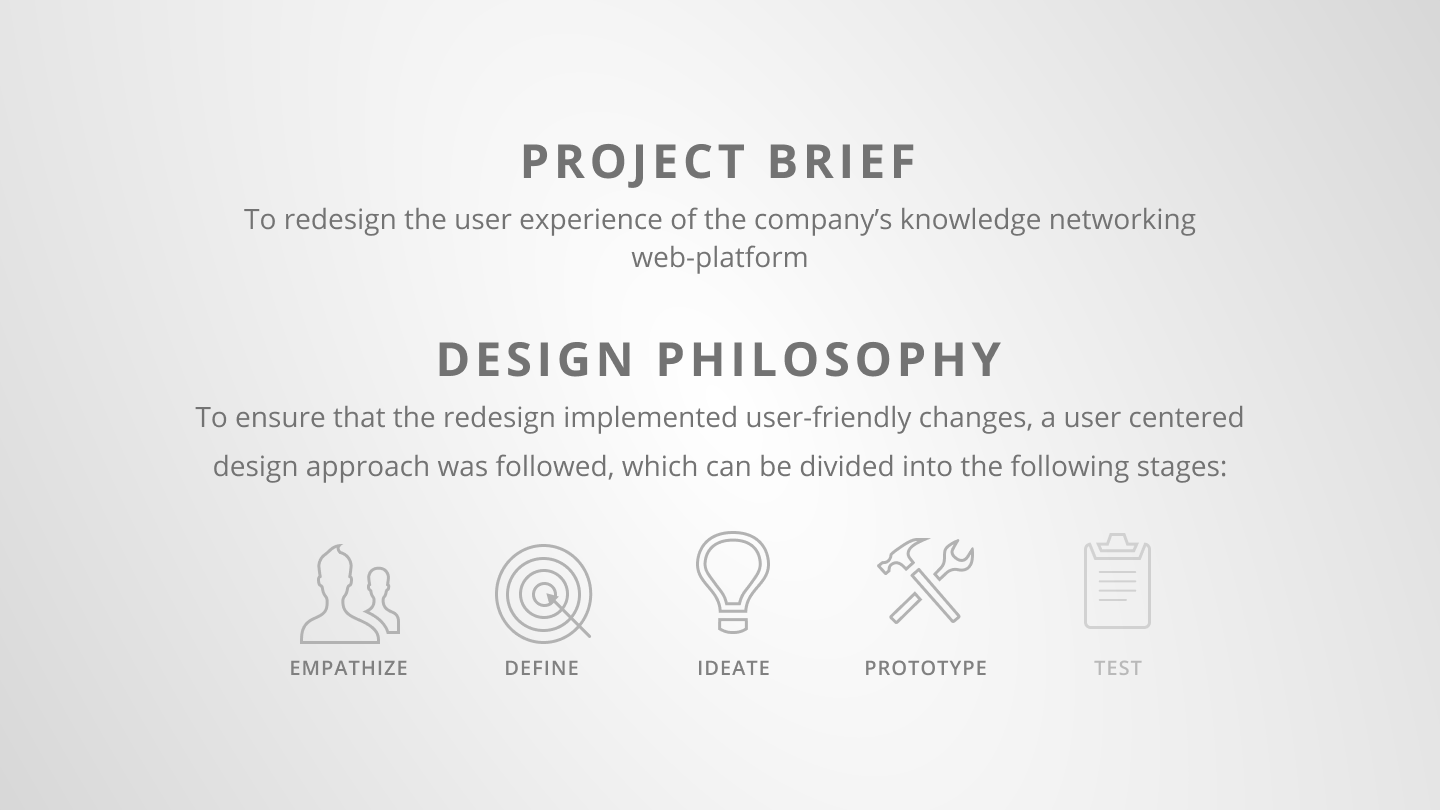 PROJECT BRIEF
To redesign the user experience of the company’s knowledge networking
web-platform
DESIGN PHILOSOPHY
To ensure that the redesign implemented user-friendly changes, a user centered
design approach was followed, which can be divided into the following stages:
EMPATHIZE DEFINE IDEATE PROTOTYPE TEST